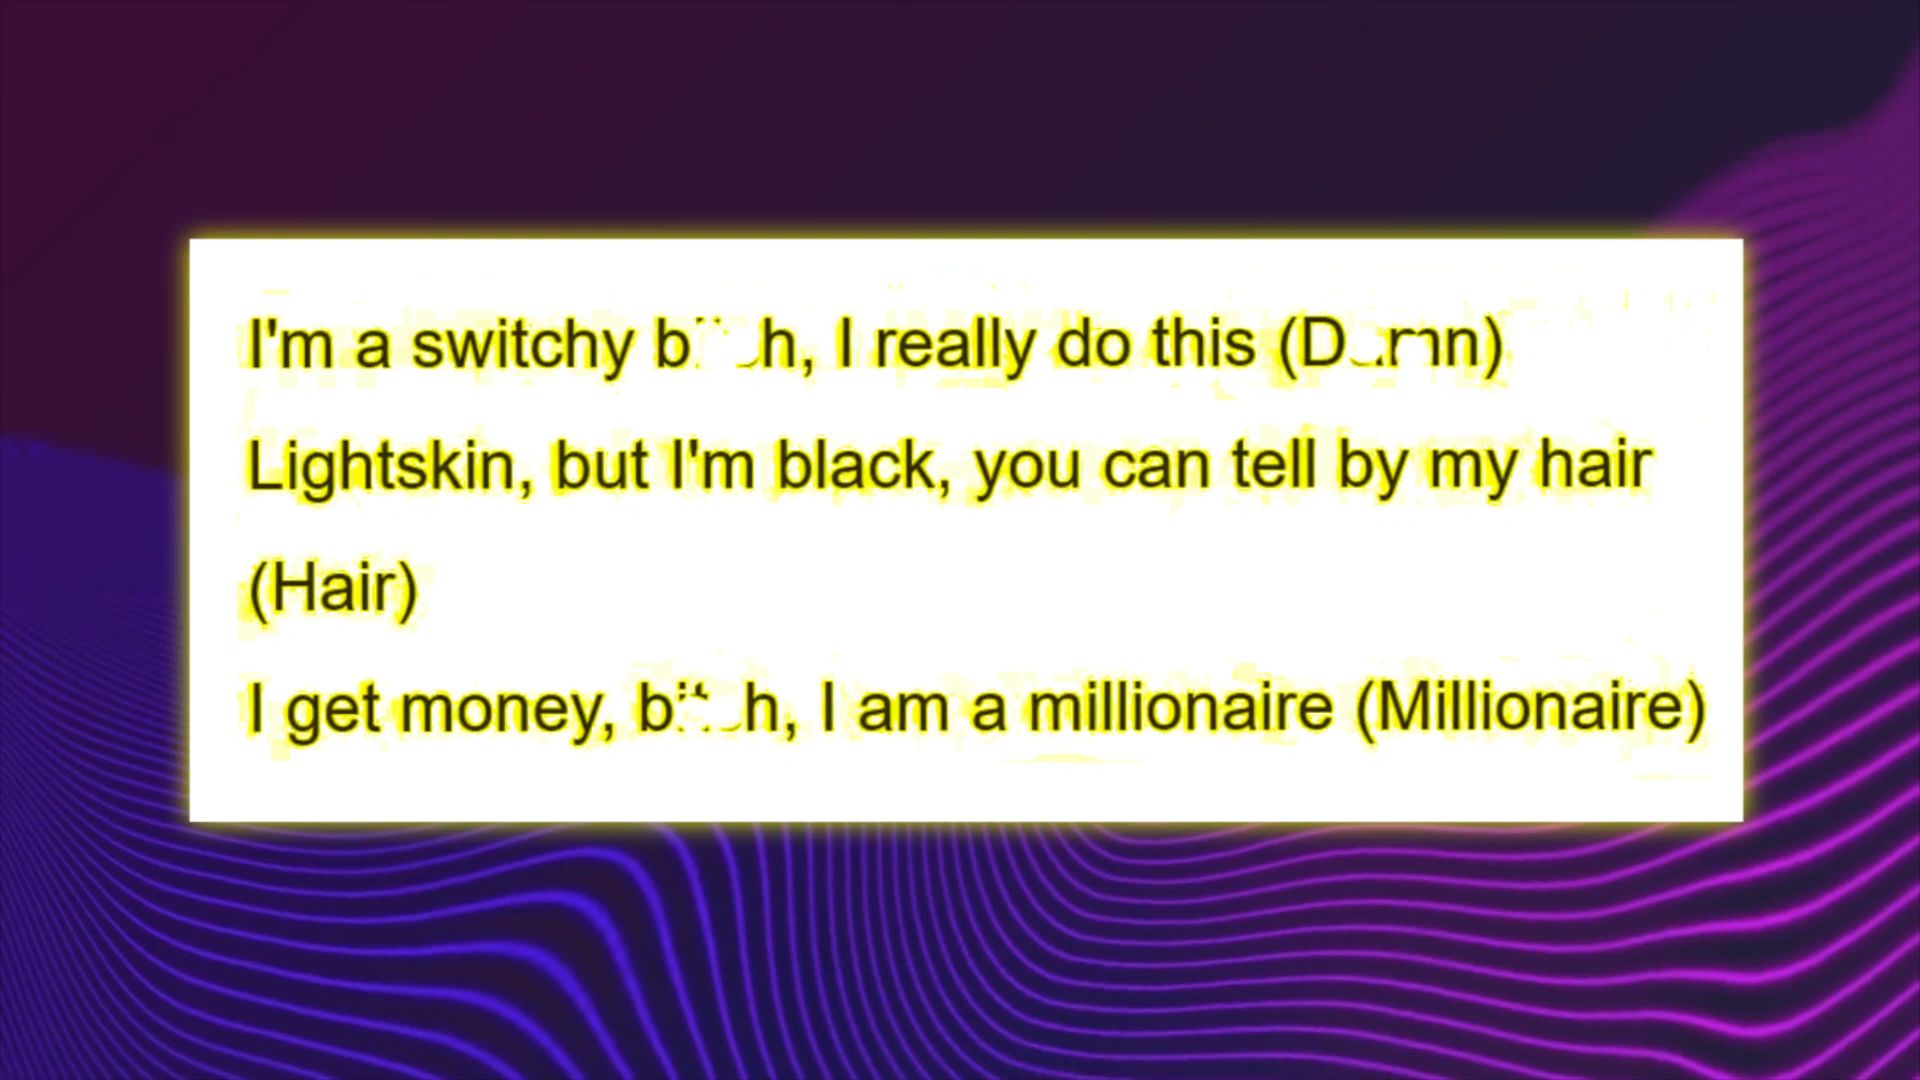 I'm a switchy b h, I really do this (Damn)
Lightskin, but I'm black, you can tell by my hair
(Hair)
I get money, b h, I am a millionaire (Millionaire)